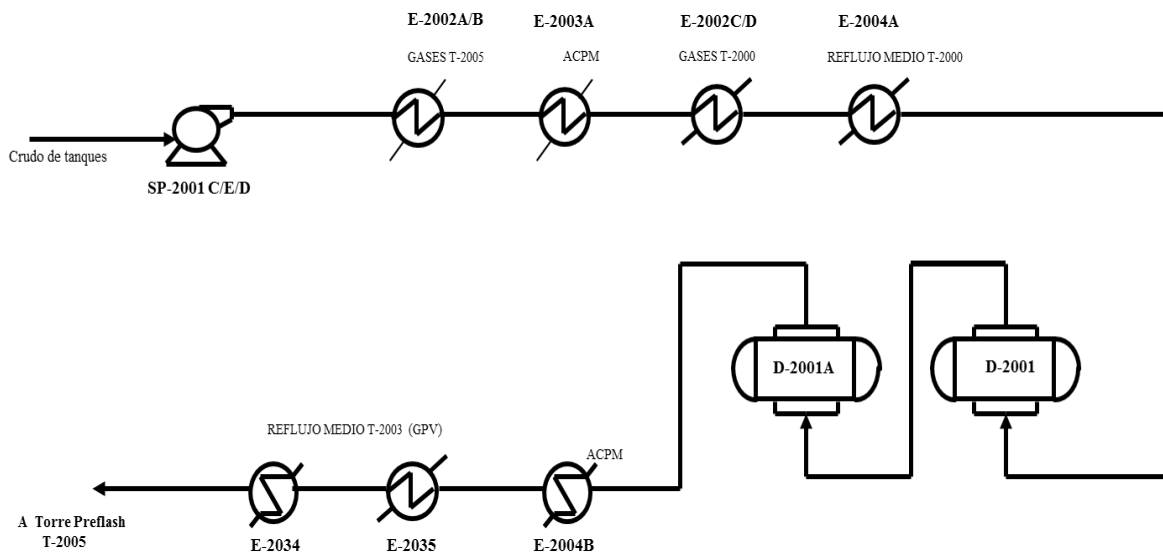 E-2002A/B
E-2003A
E-2002C/D
E-2004A
GASES T-2005
ACPM
GASES T-2000
REFLUJO MEDIO T-2000
Crudo de tanques
SP-2001 C/E/D
D-2001A
D-2001
REFLUJO MEDIO T-2003 (GPV)
ACPM
A Torre Preflash
T-2005
E-2034
E-2035
E-2004B